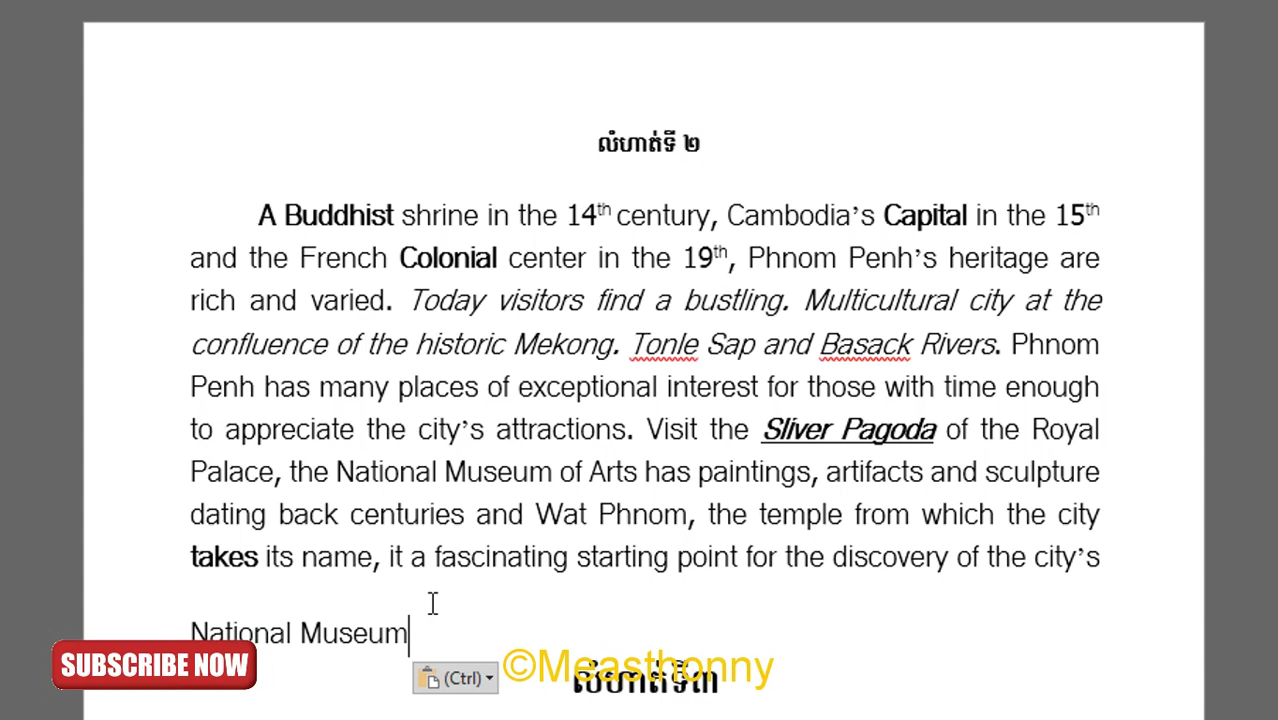 លំហាត់ទី ២
A Buddhist shrine in the 14th century, Cambodia’s Capital in the 15th
and the French Colonial center in the 19th, Phnom Penh’s heritage are
rich and varied. Today visitors find a bustling. Multicultural city at the
confluence of the historic Mekong. Tonle Sap and Basack Rivers. Phnom
Penh has many places of exceptional interest for those with time enough
to appreciate the city’s attractions. Visit the Sliver Pagoda of the Royal
Palace, the National Museum of Arts has paintings, artifacts and sculpture
dating back centuries and Wat Phnom, the temple from which the city
takes its name, it a fascinating starting point for the discovery of the city’s
National Museum
SUBSCRIBE NOW
(Ctrl)
©Measthonny
លំហាត់ទី៣